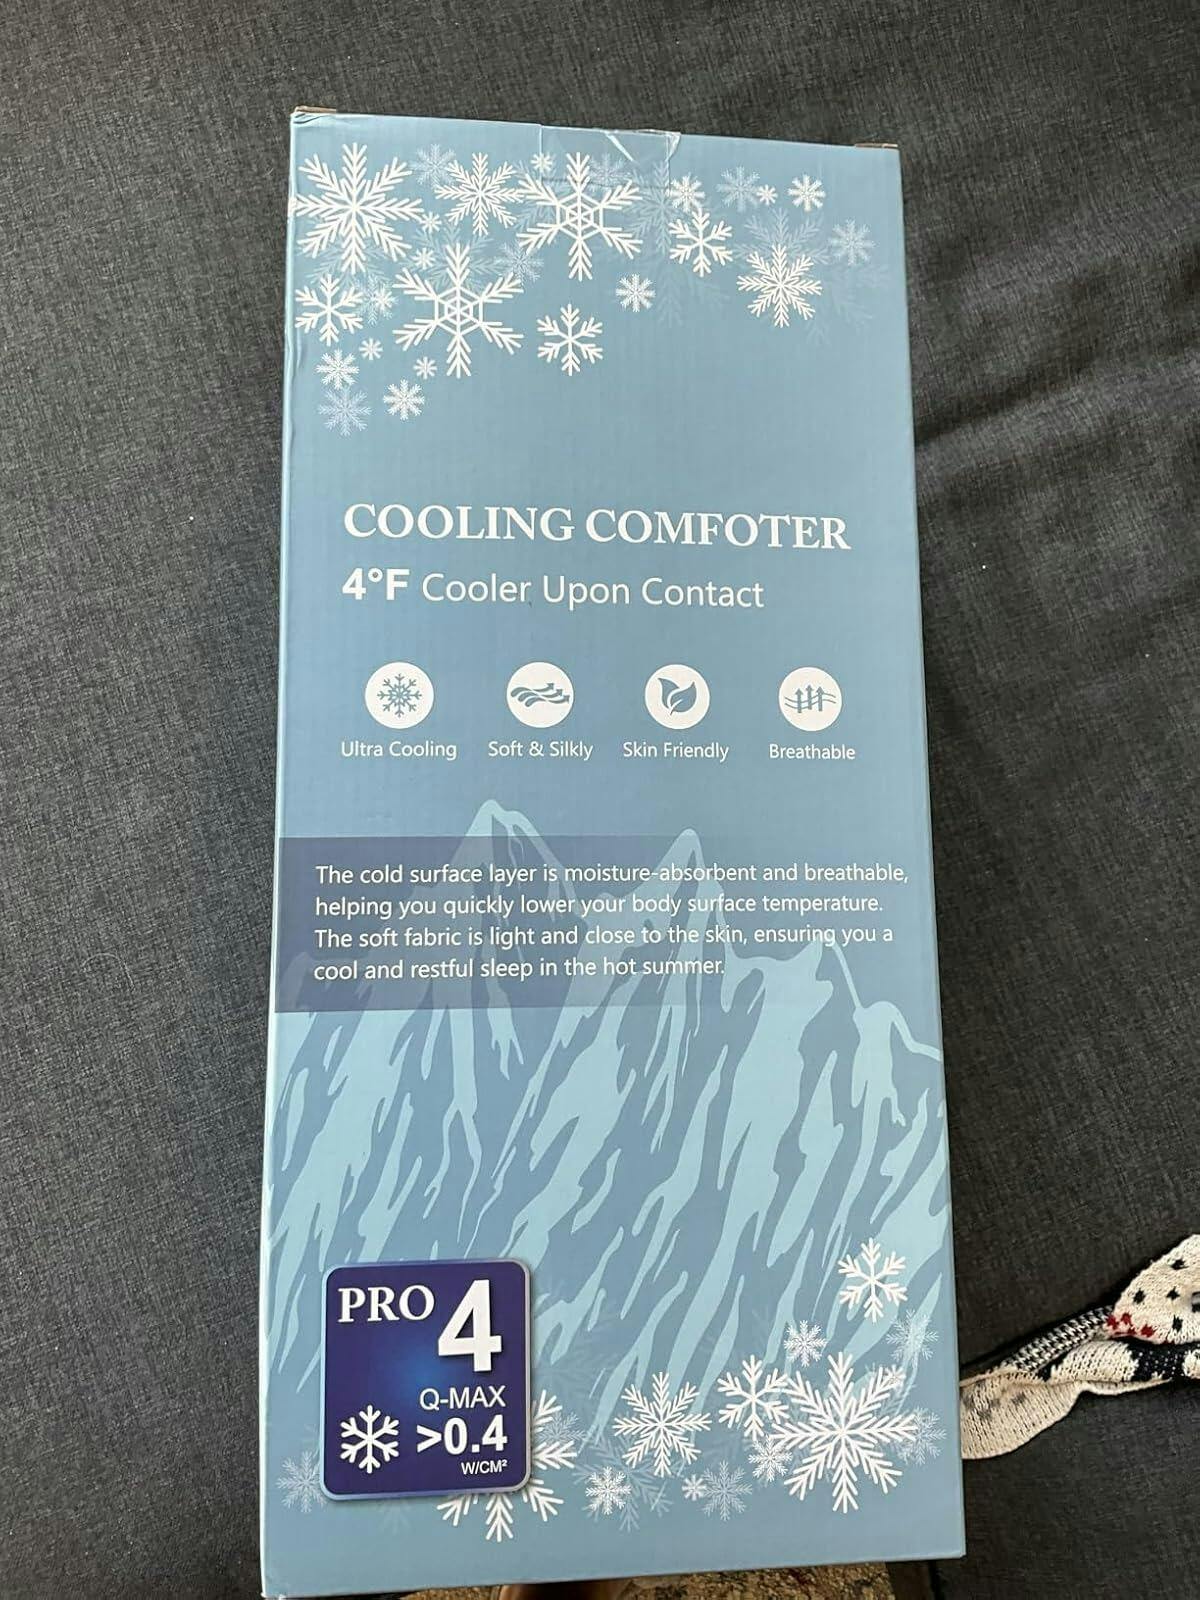 COOLING COMFOTER
4°F Cooler Upon Contact
Ultra Cooling
Soft & Silkly
Skin Friendly
Breathable
The cold surface layer is moisture-absorbent and breathable,
helping you quickly lower your body surface temperature.
The soft fabric is light and close to the skin, ensuring you a
cool and restful sleep in the hot summer.
PRO 4
Q-MAX
>0.4
W/CM²